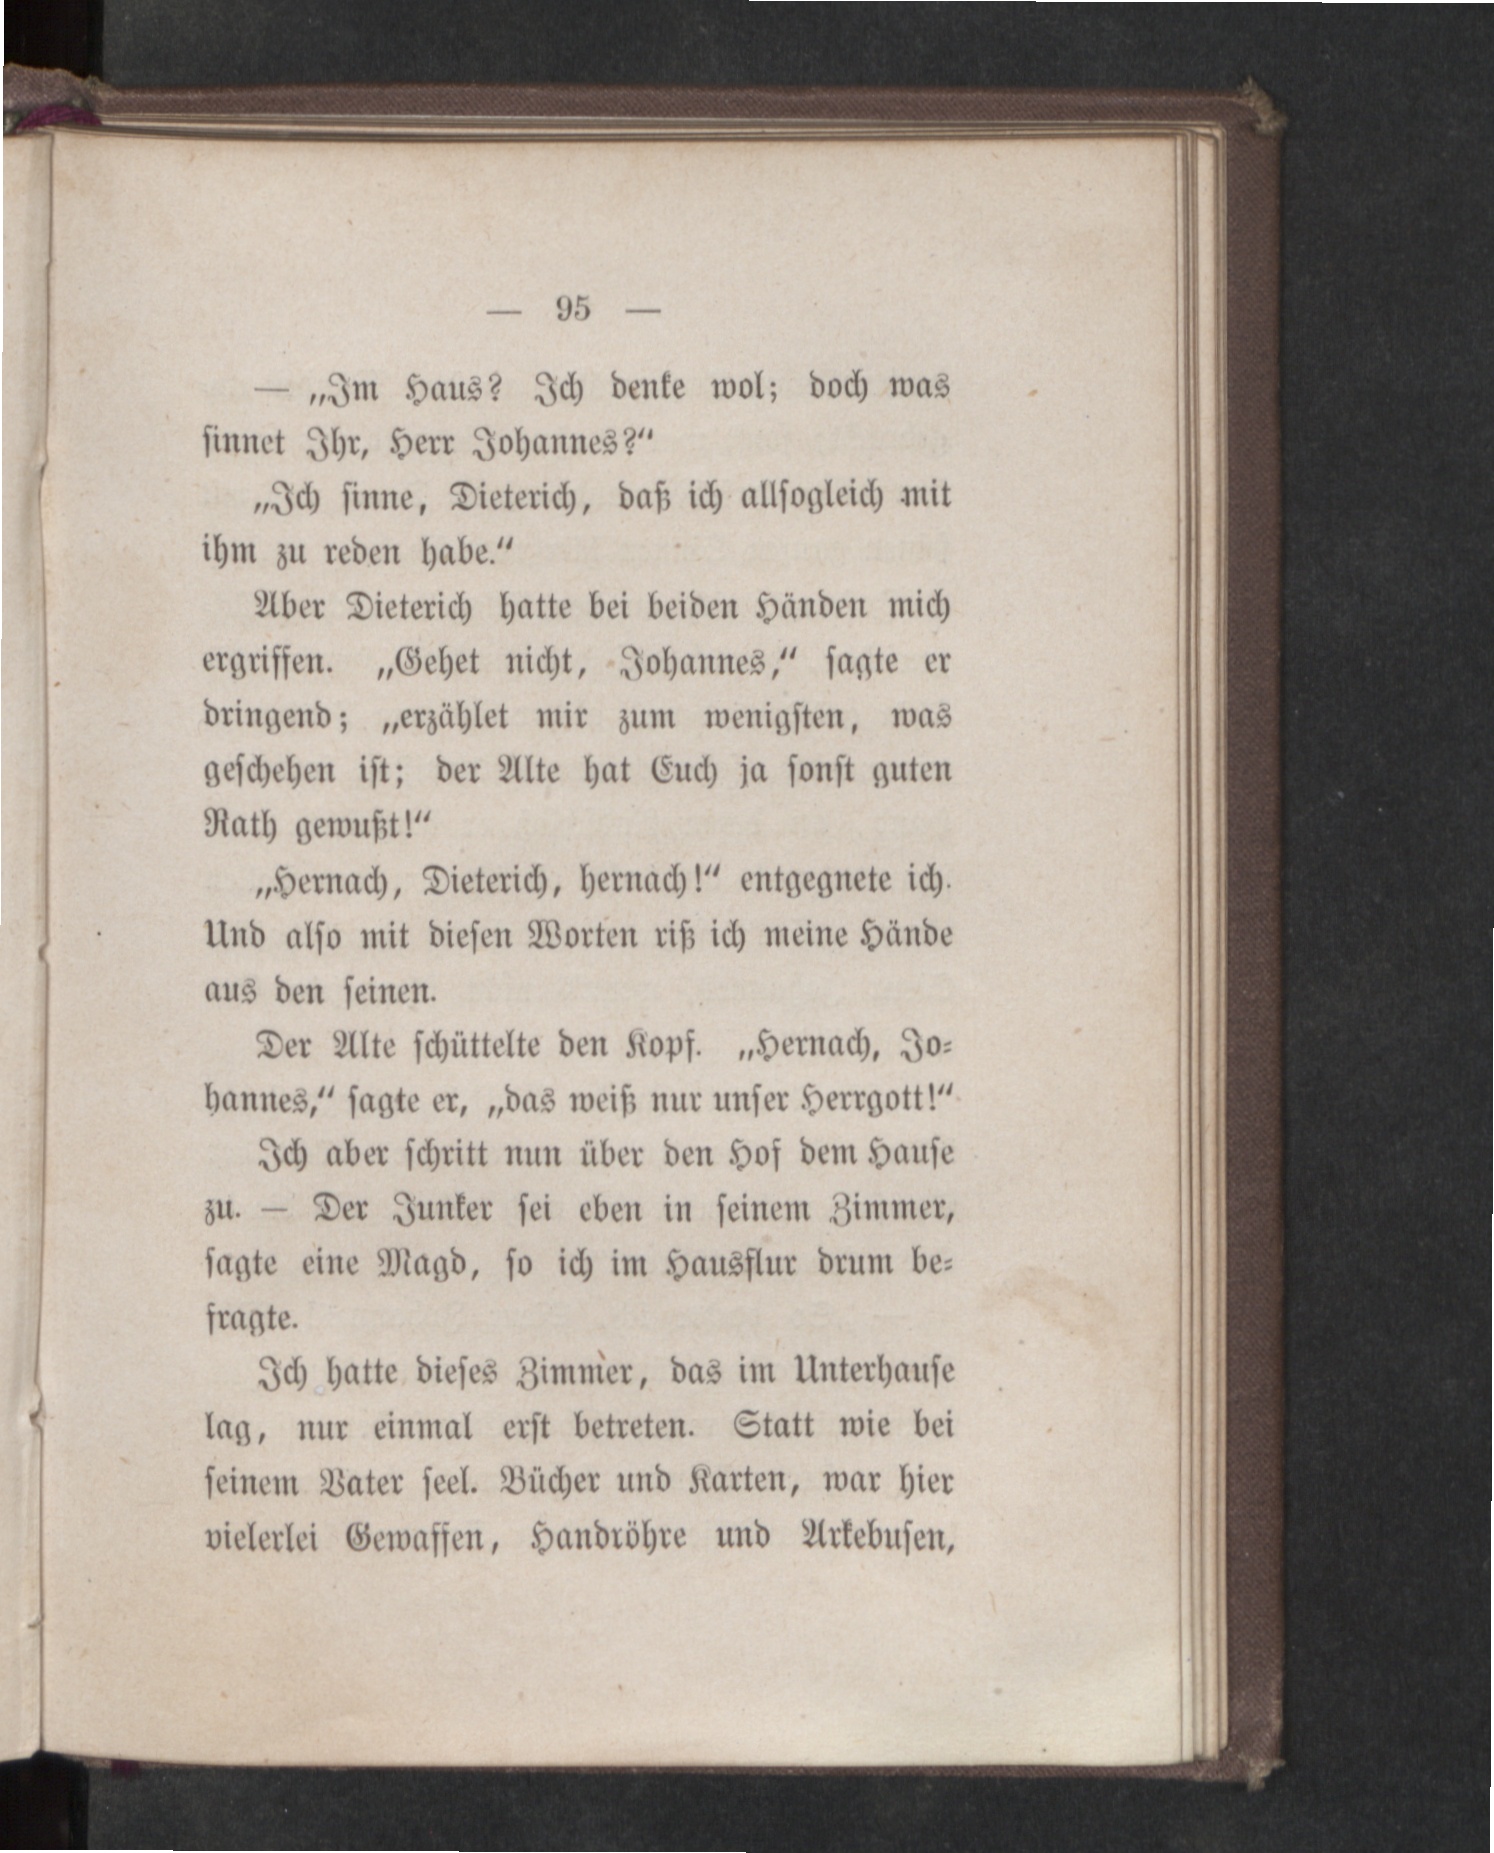 — 95 —
— „Im Haus? Ich denke wol; doch was
ſinnet Ihr, Herr Johannes?“
„Ich ſinne, Dieterich, daß ich allſogleich mit
ihm zu reden habe.“
Aber Dieterich hatte bei beiden Händen mich
ergriffen. „Gehet nicht, Johannes,“ ſagte er
dringend; „erzählet mir zum wenigſten, was
geſchehen iſt; der Alte hat Euch ja ſonſt guten
Rath gewußt!“
„Hernach, Dieterich, hernach!“ entgegnete ich.
Und alſo mit dieſen Worten riß ich meine Hände
aus den ſeinen.
Der Alte ſchüttelte den Kopf. „Hernach, Jo-
hannes,“ ſagte er, „das weiß nur unſer Herrgott!“
Ich aber ſchritt nun über den Hof dem Hauſe
zu. — Der Junker ſei eben in ſeinem Zimmer,
ſagte eine Magd, ſo ich im Hausflur drum be-
fragte.
Ich hatte dieſes Zimmer, das im Unterhauſe
lag, nur einmal erſt betreten. Statt wie bei
ſeinem Vater ſeel. Bücher und Karten, war hier
vielerlei Gewaffen, Handröhre und Arkebuſen,